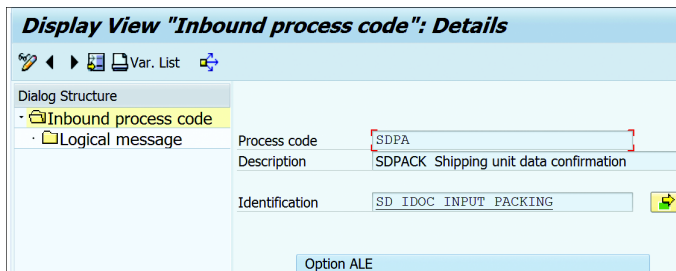 Display View "Inbound process code": Details
Var. List
Dialog Structure
Inbound process code
Logical message
Process code SDPA
Description SDPACK Shipping unit data confirmation
Identification SD_IDOC_INPUT_PACKING
Option ALE